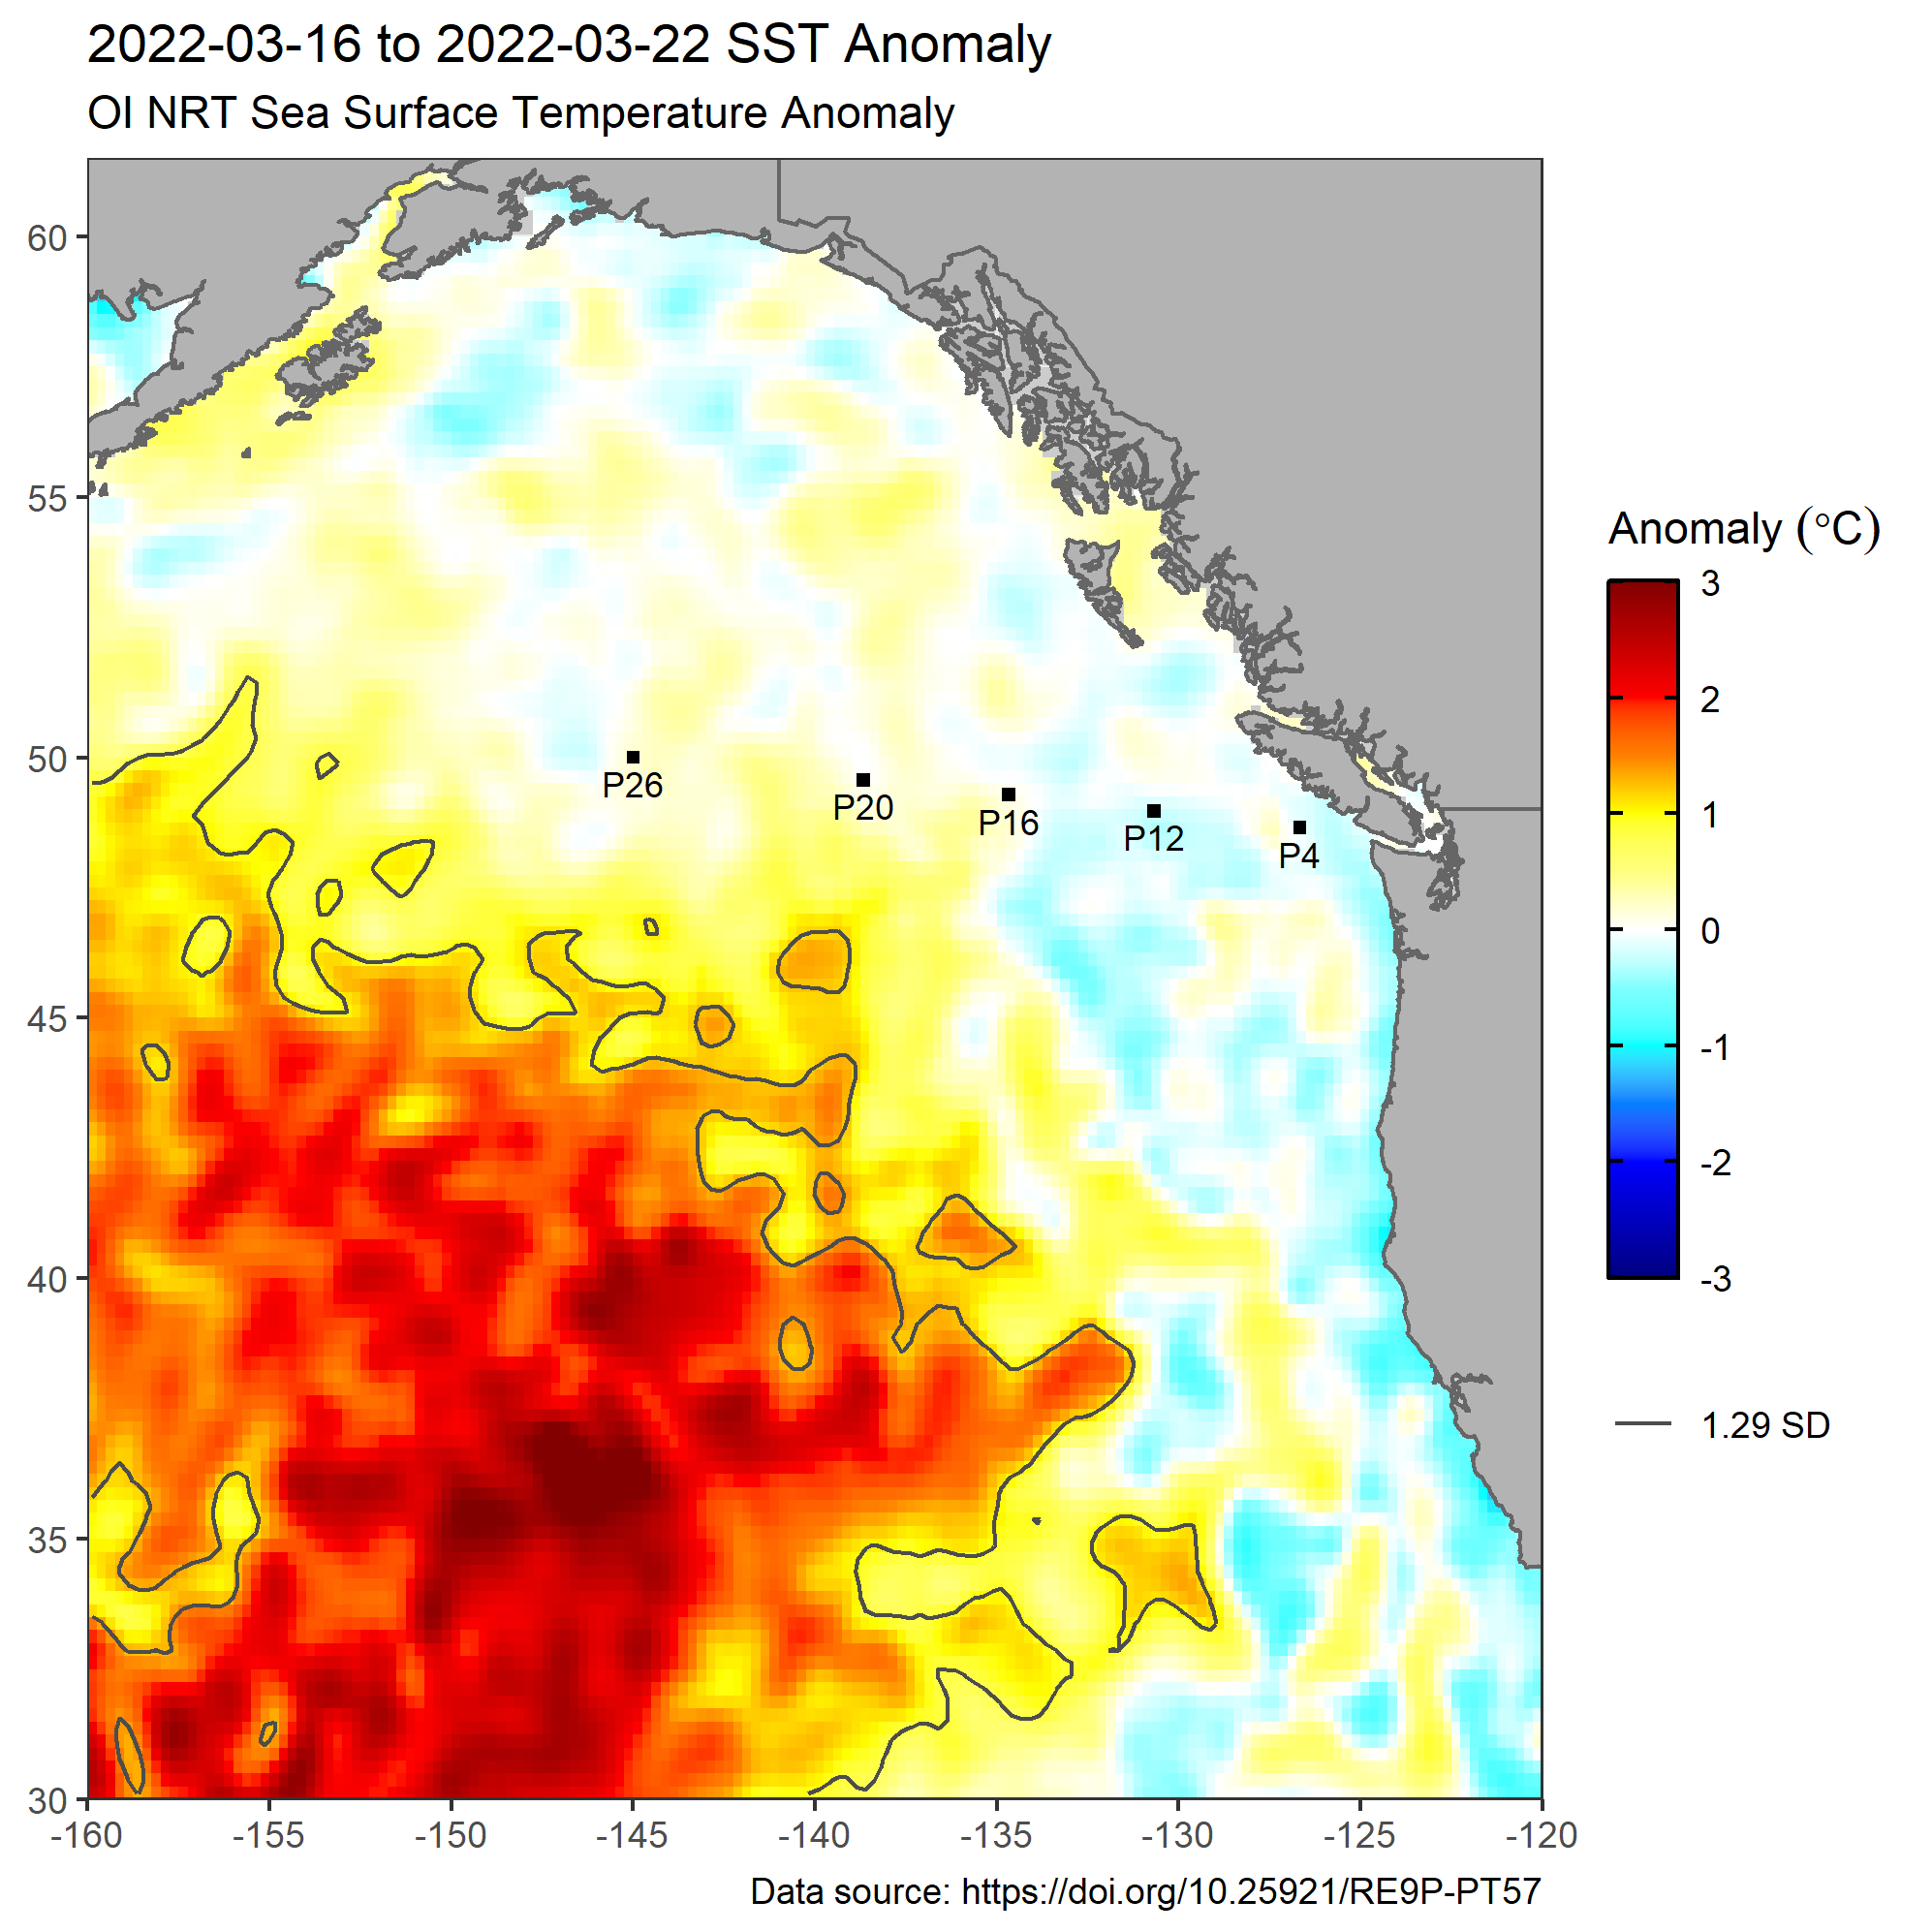 2022-03-16 to 2022-03-22 SST Anomaly
OI NRT Sea Surface Temperature Anomaly
60
55
50
45
40
35
30
-160
-155
-150
-145
-140
-135
-130
-125
-120
P26
P20
P16
P12
P4
Anomaly (°C)
3
2
1
0
-1
-2
-3
1.29 SD
Data source: https://doi.org/10.25921/RE9P-PT57